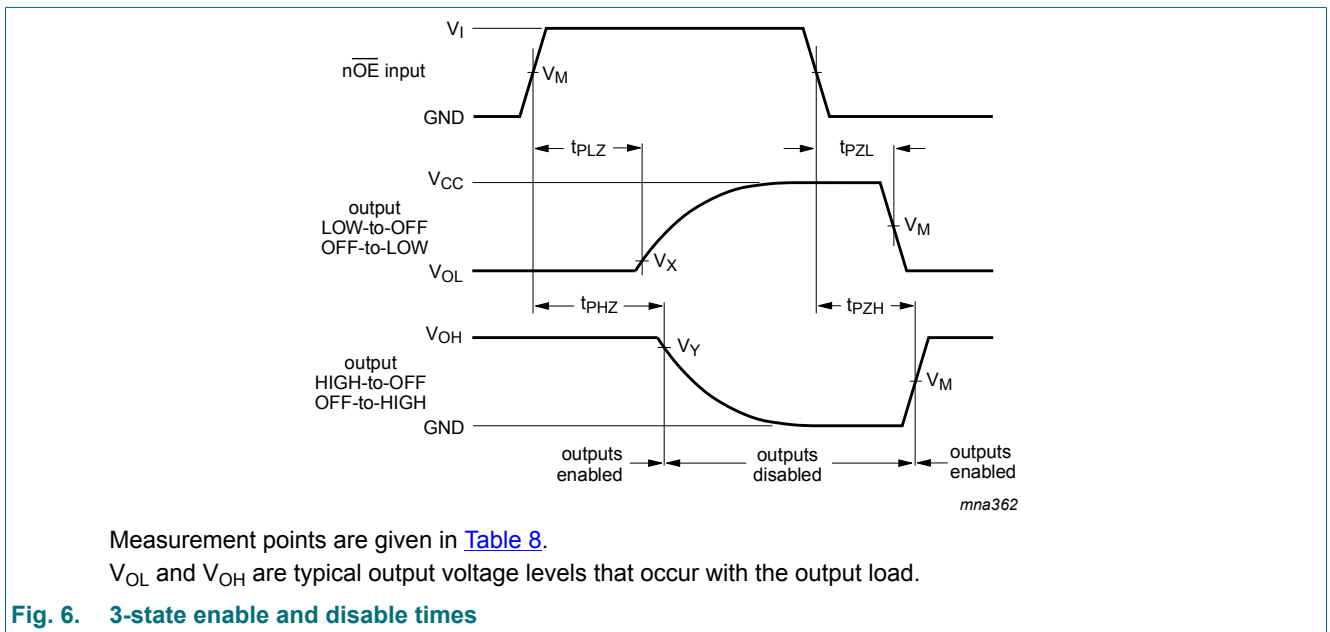 V_I
nOE input
V_M
GND
t_PLZ
t_PZL
V_CC
output
LOW-to-OFF
OFF-to-LOW
V_M
V_X
V_OL
t_PHZ
t_PZH
V_OH
V_Y
output
HIGH-to-OFF
OFF-to-HIGH
V_M
GND
outputs
enabled
outputs
disabled
outputs
enabled
mna362
Measurement points are given in Table 8.
V_OL and V_OH are typical output voltage levels that occur with the output load.
Fig. 6. 3-state enable and disable times